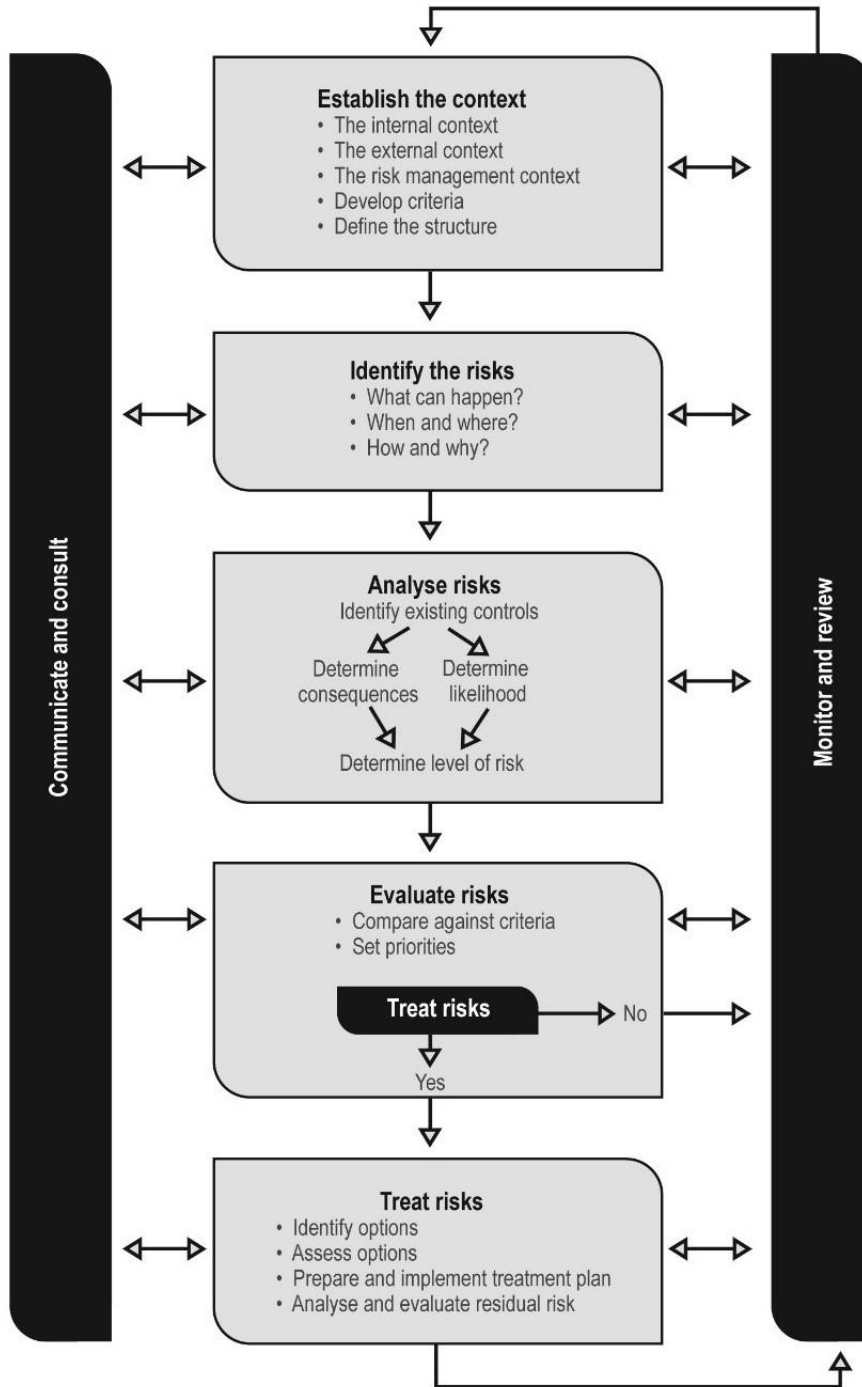 Communicate and consult
Establish the context
• The internal context
• The external context
• The risk management context
• Develop criteria
• Define the structure
Identify the risks
• What can happen?
• When and where?
• How and why?
Analyse risks
Identify existing controls
Determine
consequences
Determine
likelihood
Determine level of risk
Evaluate risks
• Compare against criteria
• Set priorities
Treat risks
No
Yes
Treat risks
• Identify options
• Assess options
• Prepare and implement treatment plan
• Analyse and evaluate residual risk
Monitor and review